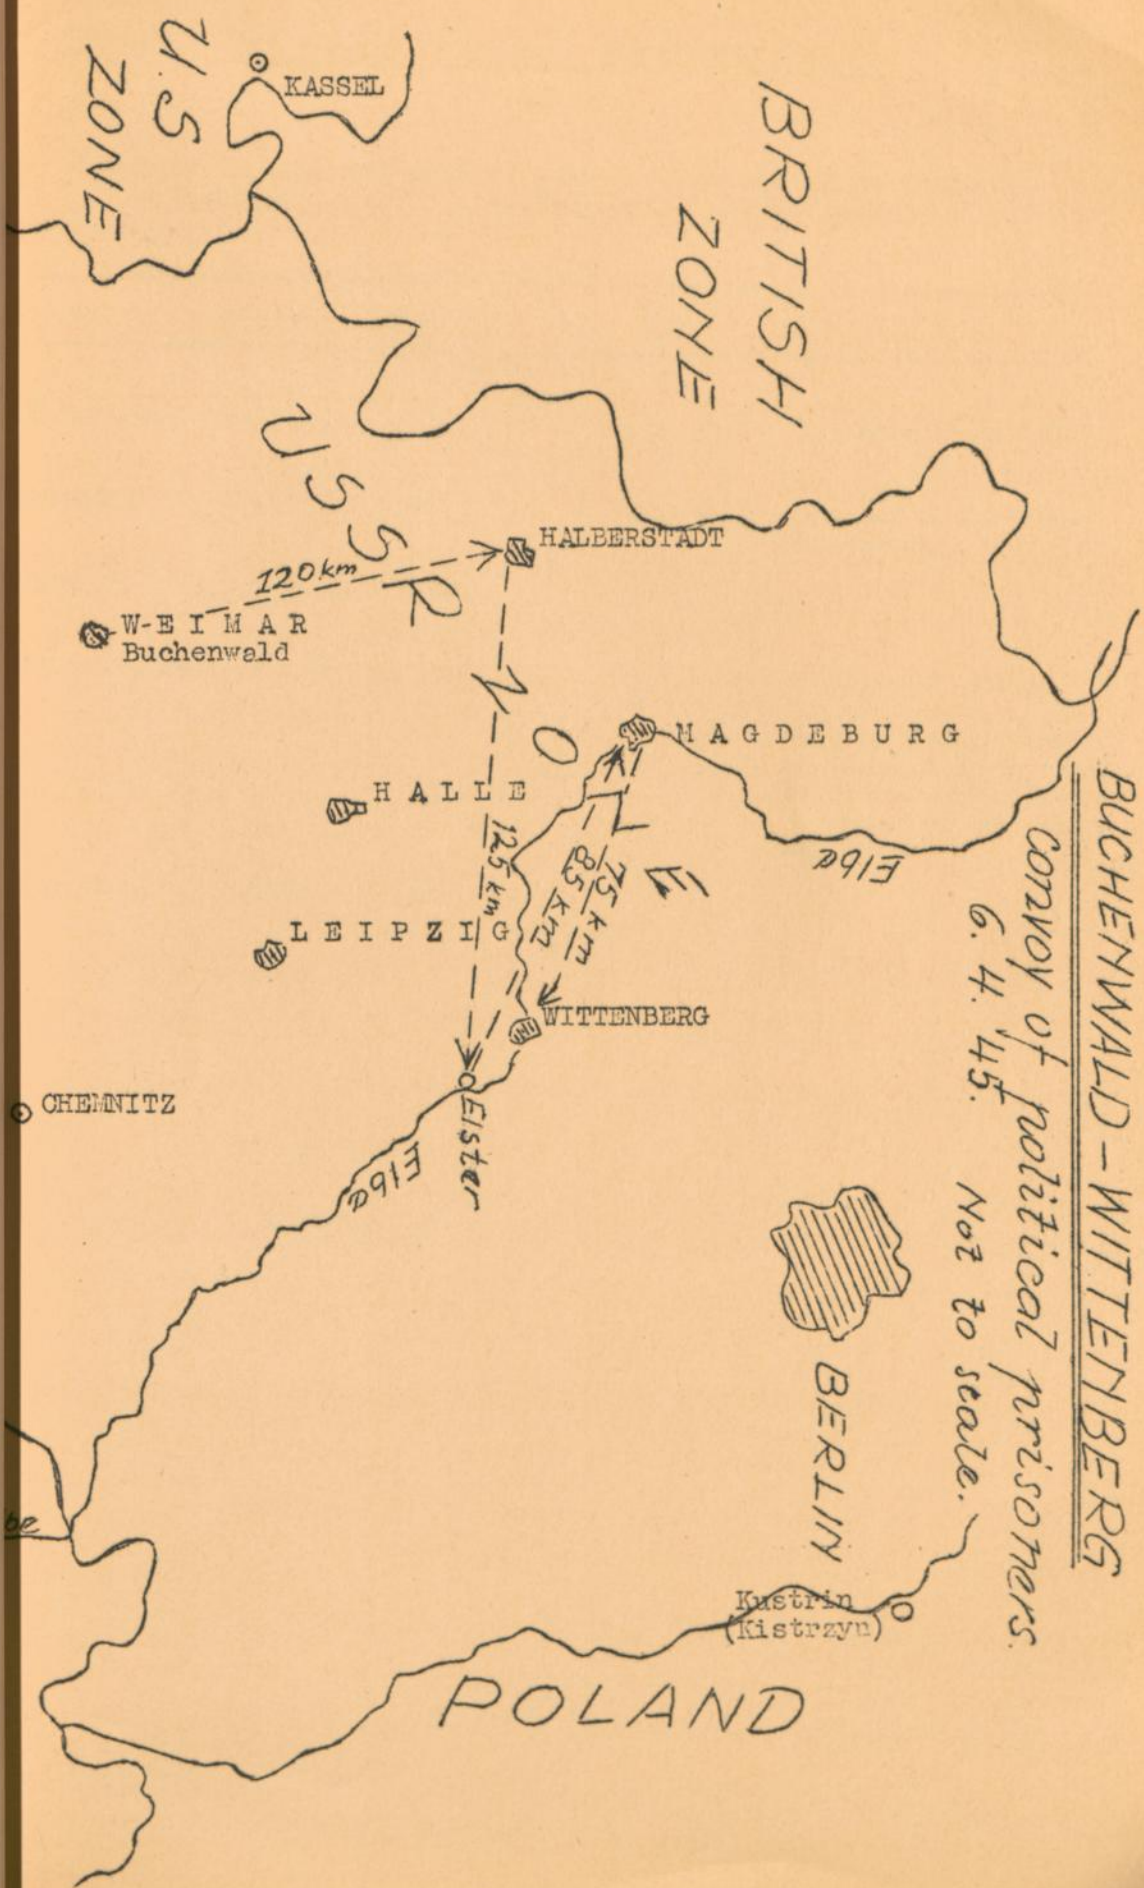 BUCHENWALD – WITTENBERG
convoy of political prisoners.
6. 4. 45. Not to scale.
BRITISH
ZONE
U.S
ZONE
KASSEL
USSR
ZONE
HALBERSTADT
120 km
W-EIMAR
Buchenwald
MAGDEBURG
HALLE
125 km
75 km
85 km
Elbe
LEIPZIG
WITTENBERG
Elster
CHEMNITZ
Elbe
BERLIN
Kustrin
(Kistrzyn)
POLAND